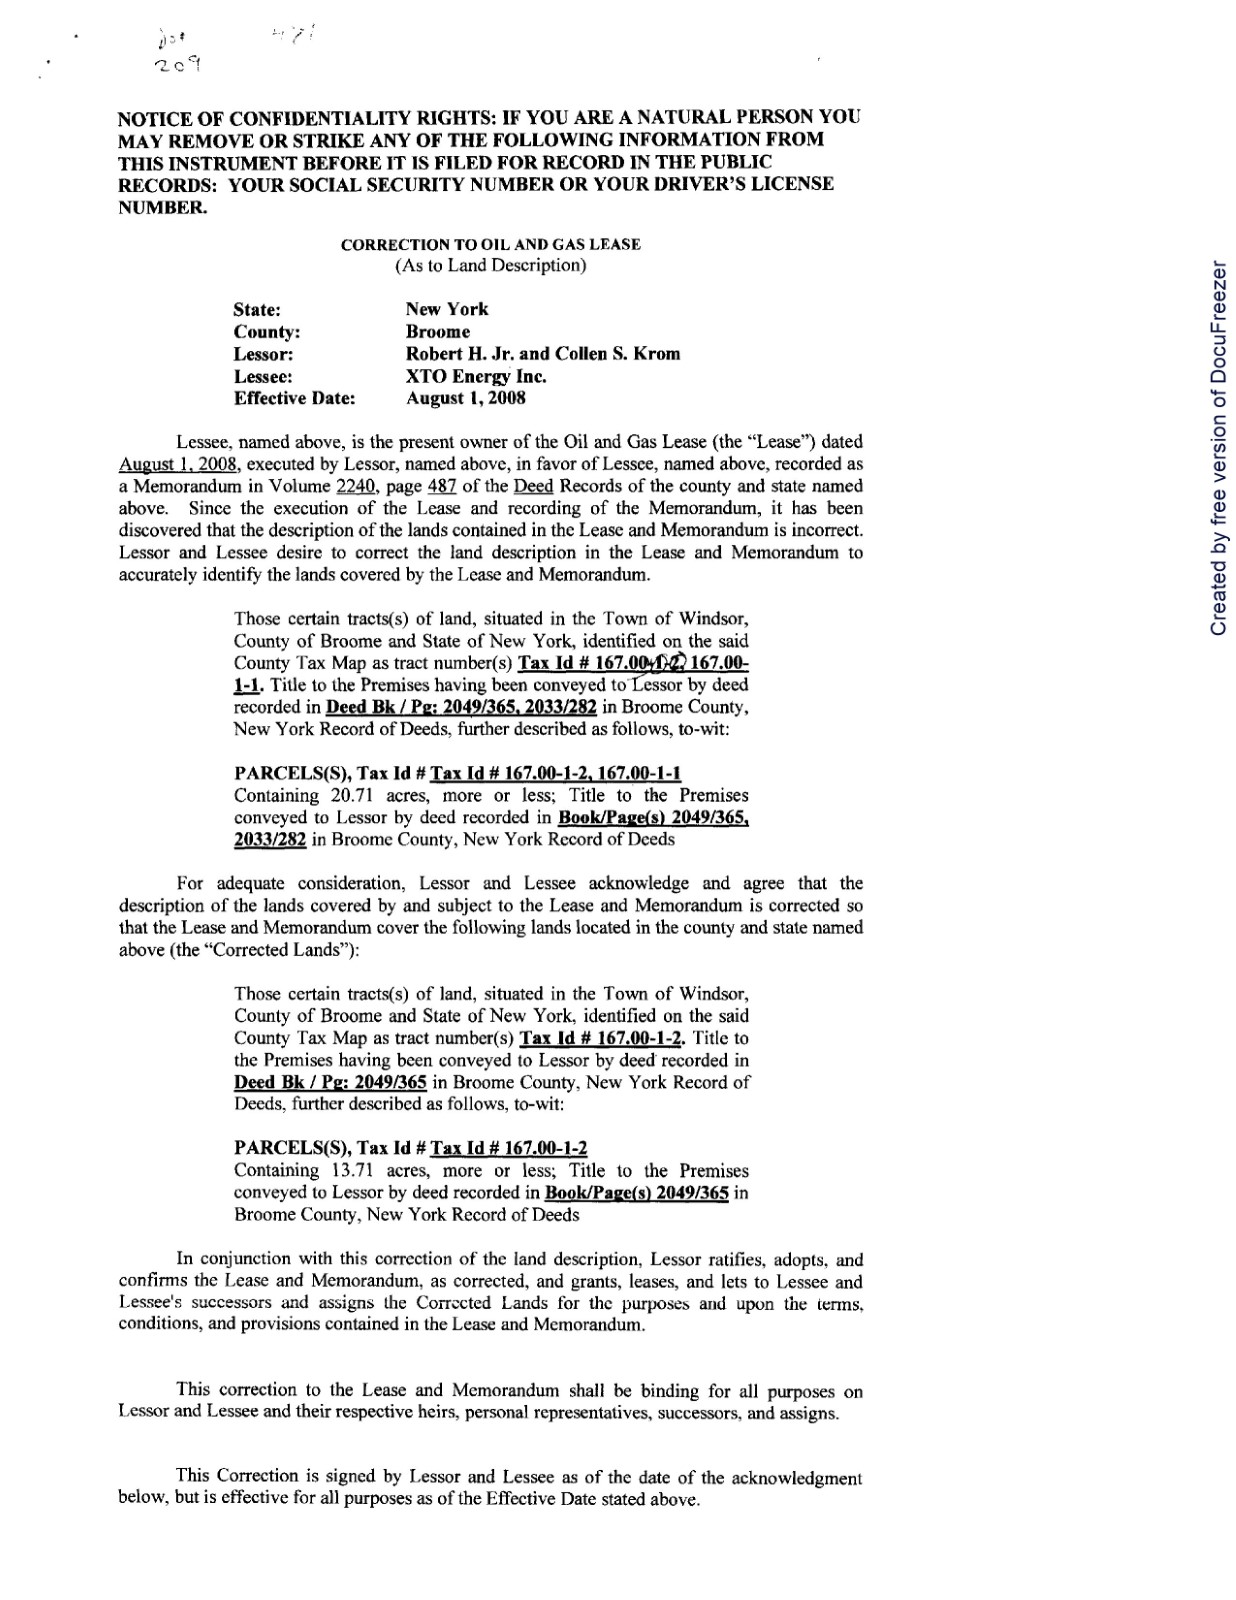 209
NOTICE OF CONFIDENTIALITY RIGHTS: IF YOU ARE A NATURAL PERSON YOU
MAY REMOVE OR STRIKE ANY OF THE FOLLOWING INFORMATION FROM
THIS INSTRUMENT BEFORE IT IS FILED FOR RECORD IN THE PUBLIC
RECORDS: YOUR SOCIAL SECURITY NUMBER OR YOUR DRIVER'S LICENSE
NUMBER.
CORRECTION TO OIL AND GAS LEASE
(As to Land Description)
State: New York
County: Broome
Lessor: Robert H. Jr. and Collen S. Krom
Lessee: XTO Energy Inc.
Effective Date: August 1, 2008
Lessee, named above, is the present owner of the Oil and Gas Lease (the “Lease”) dated
August 1, 2008, executed by Lessor, named above, in favor of Lessee, named above, recorded as
a Memorandum in Volume 2240, page 487 of the Deed Records of the county and state named
above. Since the execution of the Lease and recording of the Memorandum, it has been
discovered that the description of the lands contained in the Lease and Memorandum is incorrect.
Lessor and Lessee desire to correct the land description in the Lease and Memorandum to
accurately identify the lands covered by the Lease and Memorandum.
Those certain tracts(s) of land, situated in the Town of Windsor,
County of Broome and State of New York, identified on the said
County Tax Map as tract number(s) Tax Id # 167.00-1-2, 167.00-
1-1. Title to the Premises having been conveyed to Lessor by deed
recorded in Deed Bk / Pg: 2049/365, 2033/282 in Broome County,
New York Record of Deeds, further described as follows, to-wit:
PARCELS(S), Tax Id # Tax Id # 167.00-1-2, 167.00-1-1
Containing 20.71 acres, more or less; Title to the Premises
conveyed to Lessor by deed recorded in Book/Page(s) 2049/365,
2033/282 in Broome County, New York Record of Deeds
For adequate consideration, Lessor and Lessee acknowledge and agree that the
description of the lands covered by and subject to the Lease and Memorandum is corrected so
that the Lease and Memorandum cover the following lands located in the county and state named
above (the “Corrected Lands”):
Those certain tracts(s) of land, situated in the Town of Windsor,
County of Broome and State of New York, identified on the said
County Tax Map as tract number(s) Tax Id # 167.00-1-2. Title to
the Premises having been conveyed to Lessor by deed recorded in
Deed Bk / Pg: 2049/365 in Broome County, New York Record of
Deeds, further described as follows, to-wit:
PARCELS(S), Tax Id # Tax Id # 167.00-1-2
Containing 13.71 acres, more or less; Title to the Premises
conveyed to Lessor by deed recorded in Book/Page(s) 2049/365 in
Broome County, New York Record of Deeds
In conjunction with this correction of the land description, Lessor ratifies, adopts, and
confirms the Lease and Memorandum, as corrected, and grants, leases, and lets to Lessee and
Lessee's successors and assigns the Corrected Lands for the purposes and upon the terms,
conditions, and provisions contained in the Lease and Memorandum.
This correction to the Lease and Memorandum shall be binding for all purposes on
Lessor and Lessee and their respective heirs, personal representatives, successors, and assigns.
This Correction is signed by Lessor and Lessee as of the date of the acknowledgment
below, but is effective for all purposes as of the Effective Date stated above.
Created by free version of DocuFreezer